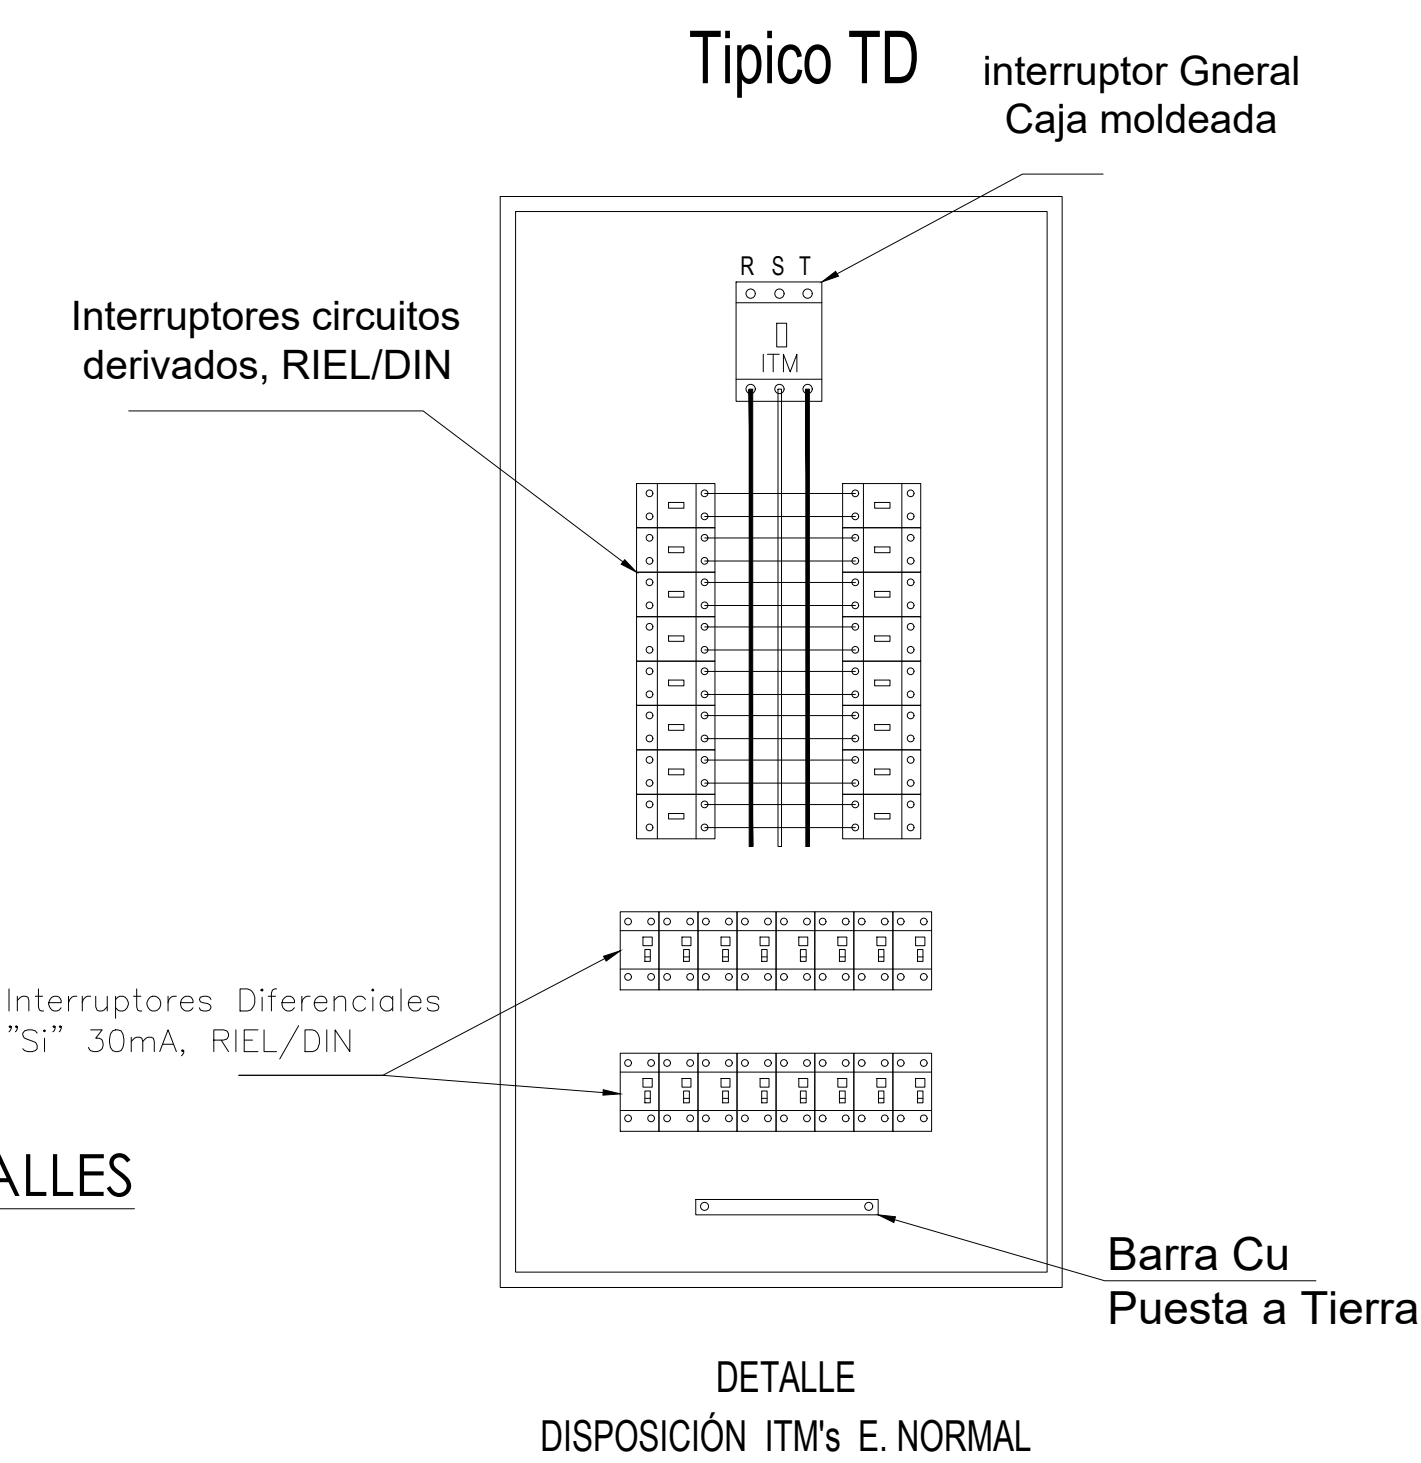 Tipico TD
interruptor Gneral
Caja moldeada
R S T
ITM
Interruptores circuitos
derivados, RIEL/DIN
Interruptores Diferenciales
"Si" 30mA, RIEL/DIN
ALLES
Barra Cu
Puesta a Tierra
DETALLE
DISPOSICIÓN ITM's E. NORMAL